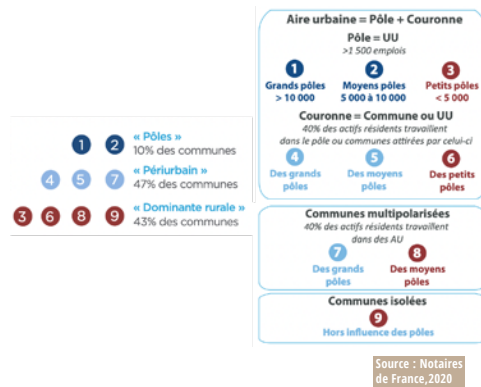 1 2
« Pôles »
10% des communes
4 5 7
« Périurbain »
47% des communes
3 6 8 9
« Dominante rurale »
43% des communes
Aire urbaine = Pôle + Couronne
Pôle = UU
>1 500 emplois
1 2 3
Grands pôles Moyens pôles Petits pôles
> 10 000 5 000 à 10 000 < 5 000
Couronne = Commune ou UU
40% des actifs résidents travaillent
dans le pôle ou communes attirées par celui-ci
4 5 6
Des grands Des moyens Des petits
pôles pôles pôles
Communes multipolarisées
40% des actifs résidents travaillent
dans des AU
7 8
Des grands Des moyens
pôles pôles
Communes isolées
9
Hors influence des pôles
Source : Notaires
de France,2020